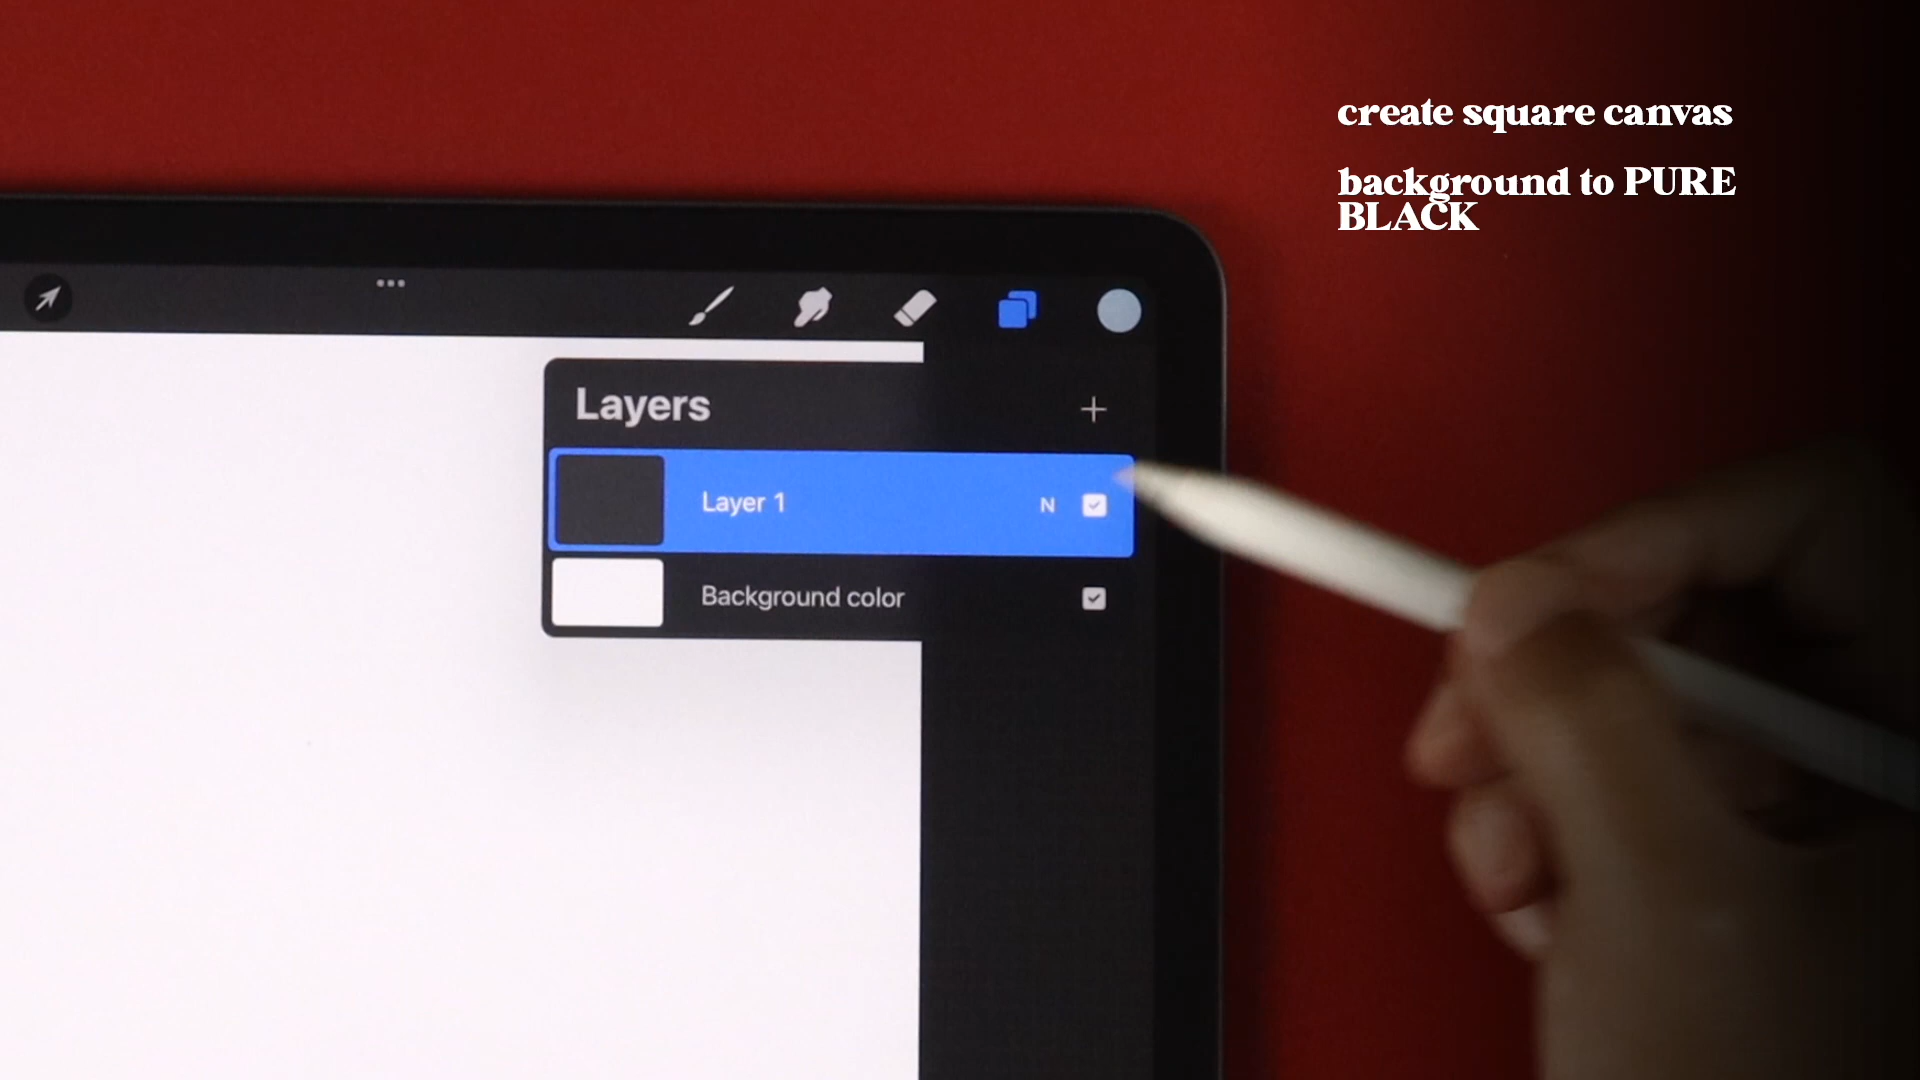 create square canvas
background to PURE
BLACK
Layers
Layer 1 N
Background color